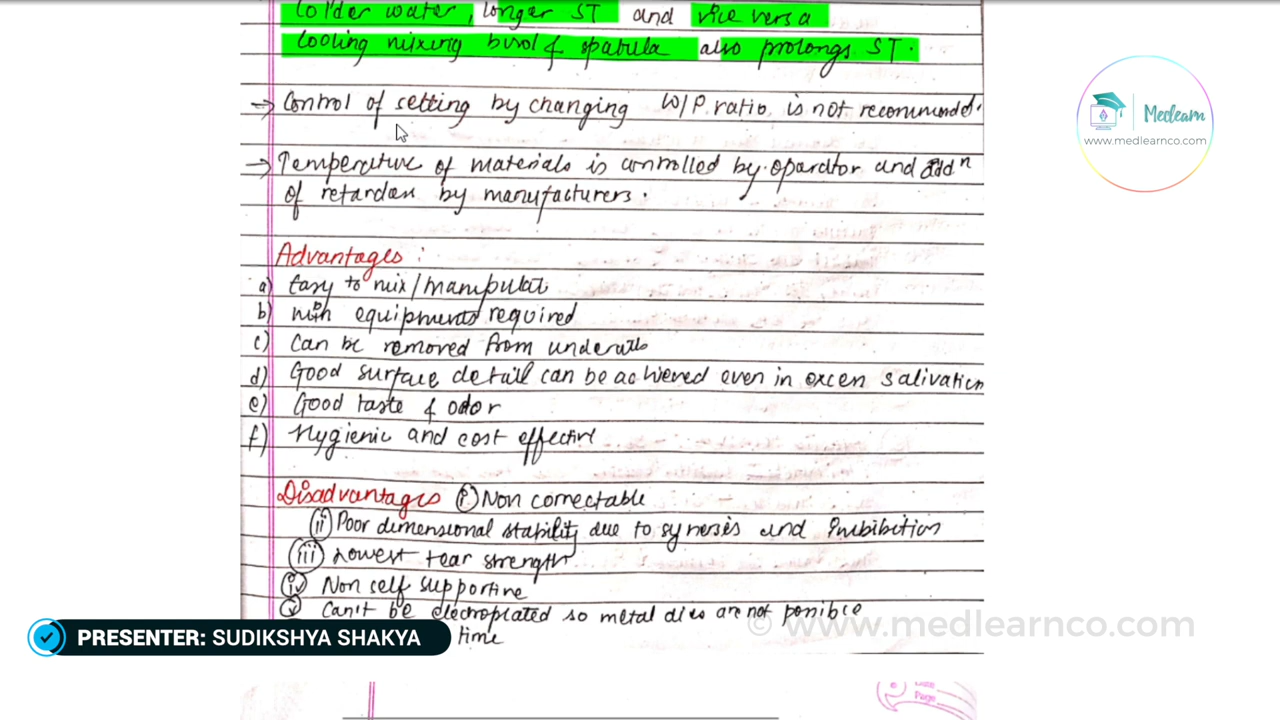 Colder water, longer ST and vice versa
Cooling mixing bowl & spatula also prolongs ST.
→ Control of setting by changing W/P ratio is not recommended.
→ Temperature of materials is controlled by operator and addⁿ
of retarders by manufacturers.
Advantages :
a) Easy to mix/manipulate
b) min equipments required
c) Can be removed from undercuts
d) Good surface detail can be achieved even in excess salivation
e) Good taste & odor
f) Hygienic and cost effective
Disadvantages (i) Non correctable
(ii) Poor dimensional stability due to synersis and Imbibition
(iii) Lowest tear strength
(iv) Non self supportive
(v) Can't be electroplated so metal dies are not possible
time
Medlearn
www.medlearnco.com
PRESENTER: SUDIKSHYA SHAKYA
© www.medlearnco.com
Page